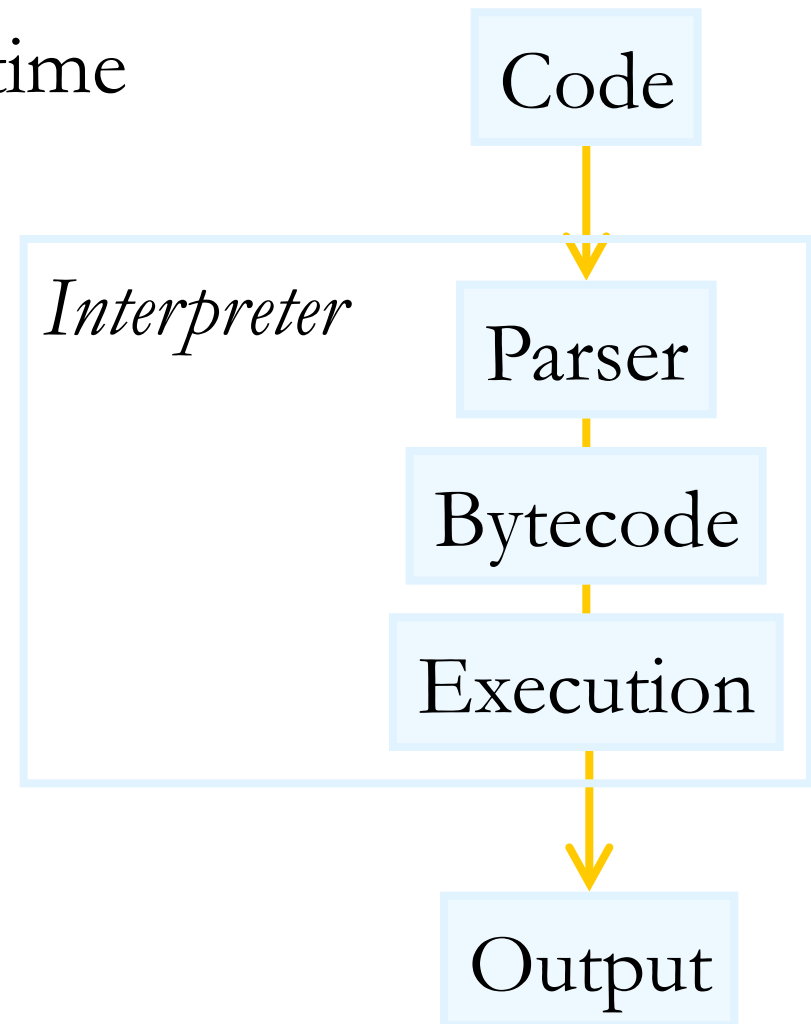 time
Code
Interpreter
Parser
Bytecode
Execution
Output